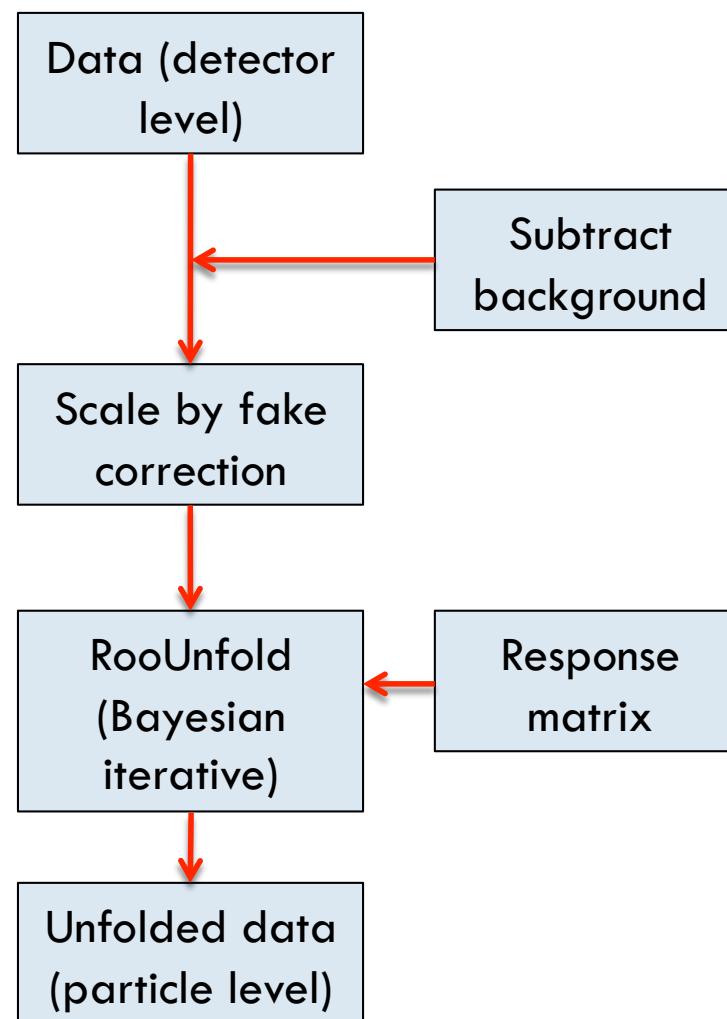 Data (detector
level)
Subtract
background
Scale by fake
correction
RooUnfold
(Bayesian
iterative)
Response
matrix
Unfolded data
(particle level)